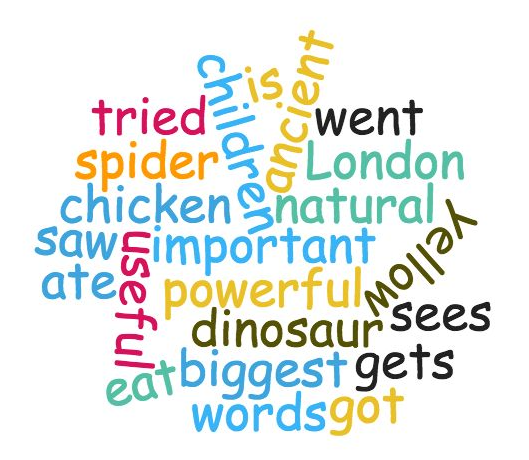 children
is
ancient
tried
went
spider
London
chicken
natural
saw
important
yellow
ate
useful
powerful
dinosaur
sees
eat
biggest
gets
words
got